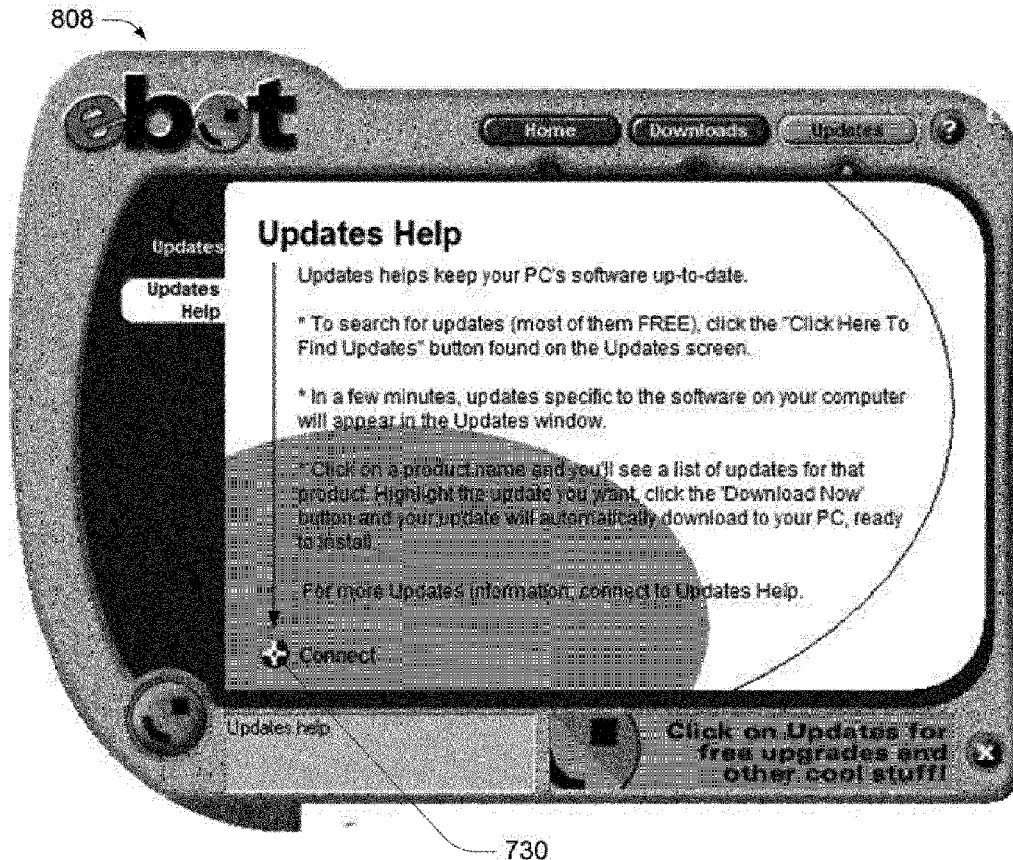 808
ebot
Home Downloads Updates ?
Updates
Updates
Help
Updates Help
Updates helps keep your PC's software up-to-date.
* To search for updates (most of them FREE), click the "Click Here To
Find Updates" button found on the Updates screen.
* In a few minutes, updates specific to the software on your computer
will appear in the Updates window.
* Click on a product name and you'll see a list of updates for that
product. Highlight the update you want, click the 'Download Now'
button and your update will automatically download to your PC, ready
to install.
For more Updates information, connect to Updates Help.
Connect
Updates help
Click on Updates for
free upgrades and
other cool stuff!
730